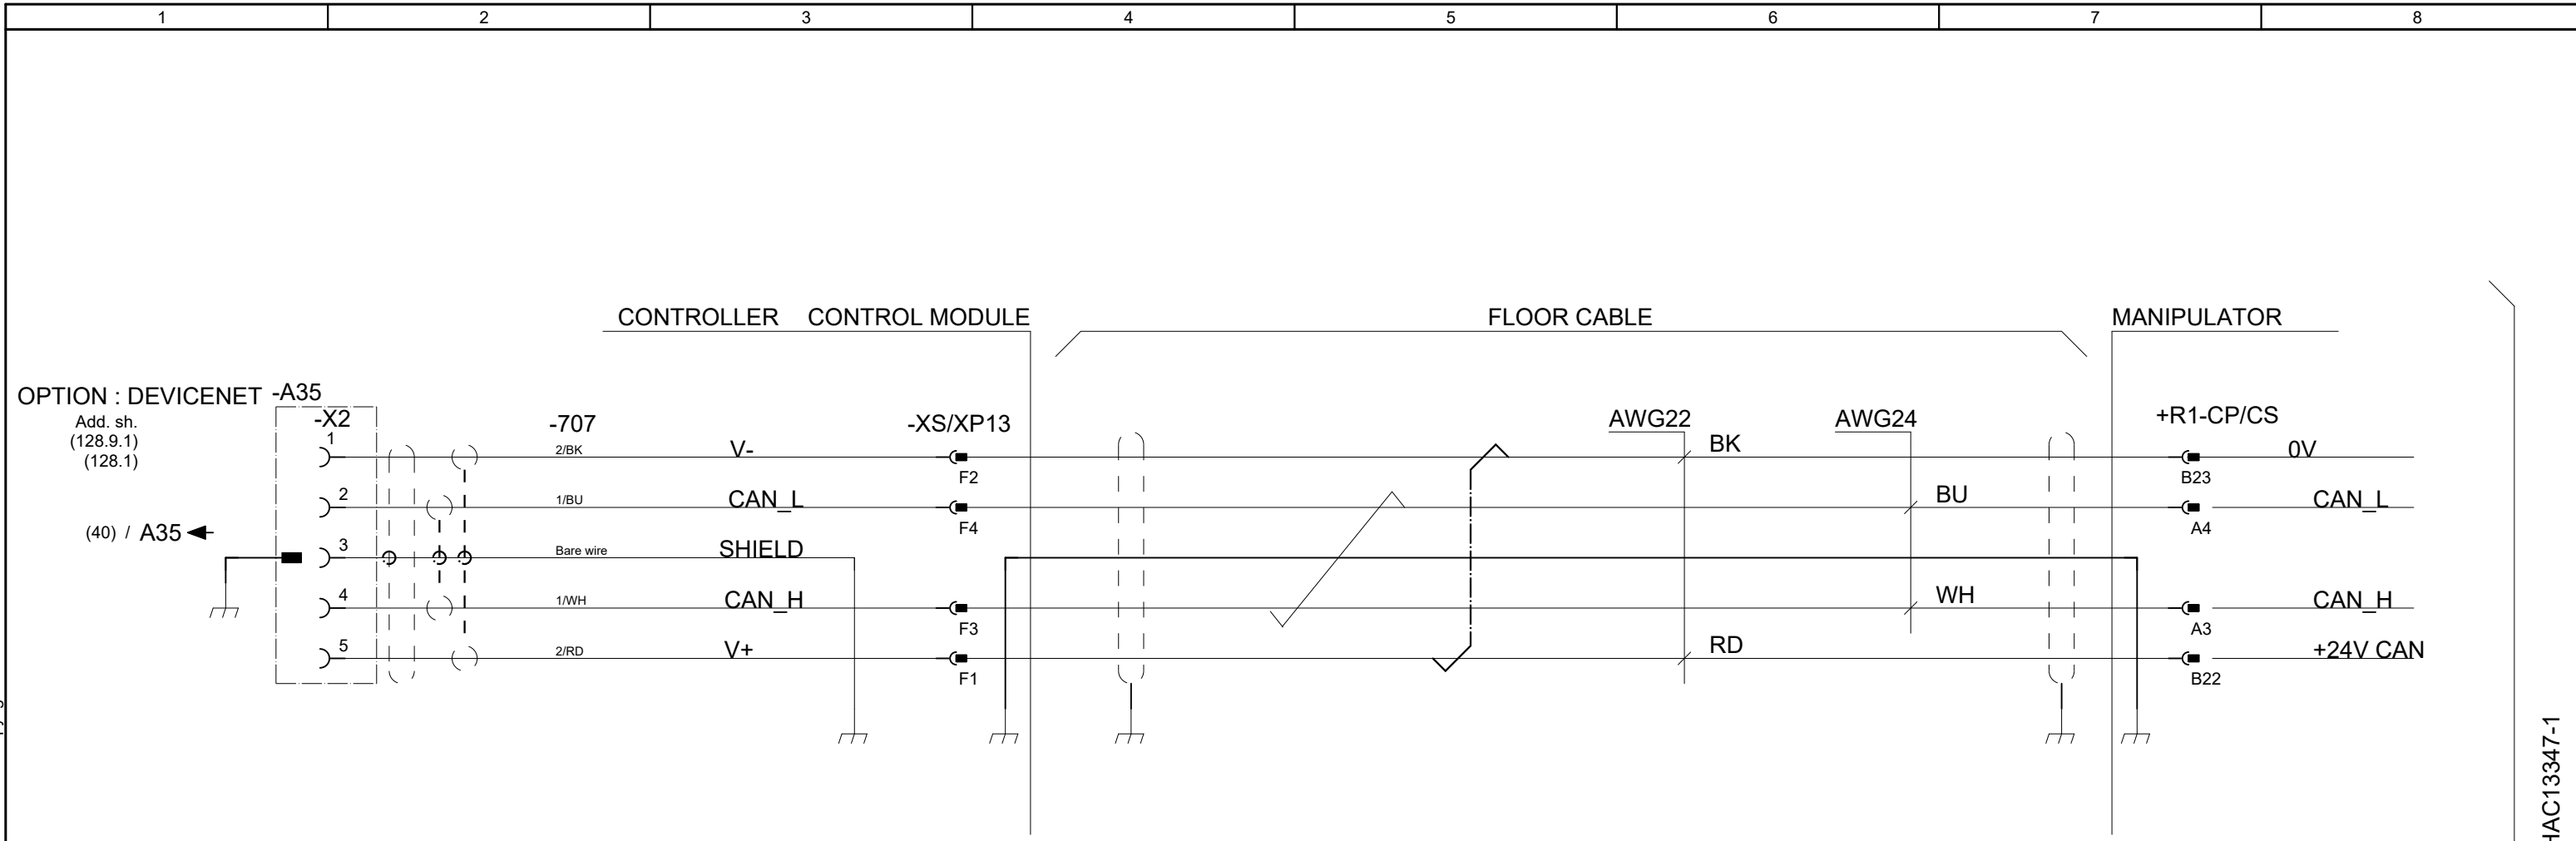 1 2 3 4 5 6 7 8
CONTROLLER CONTROL MODULE FLOOR CABLE MANIPULATOR
OPTION : DEVICENET -A35
Add. sh.
(128.9.1)
(128.1)
-X2 -707 -XS/XP13 AWG22 AWG24 +R1-CP/CS
1 2/BK V- F2 BK B23 0V
2 1/BU CAN_L F4 BU A4 CAN_L
(40) / A35
3 Bare wire SHIELD
4 1/WH CAN_H F3 WH A3 CAN_H
5 2/RD V+ F1 RD B22 +24V CAN
HAC13347-1